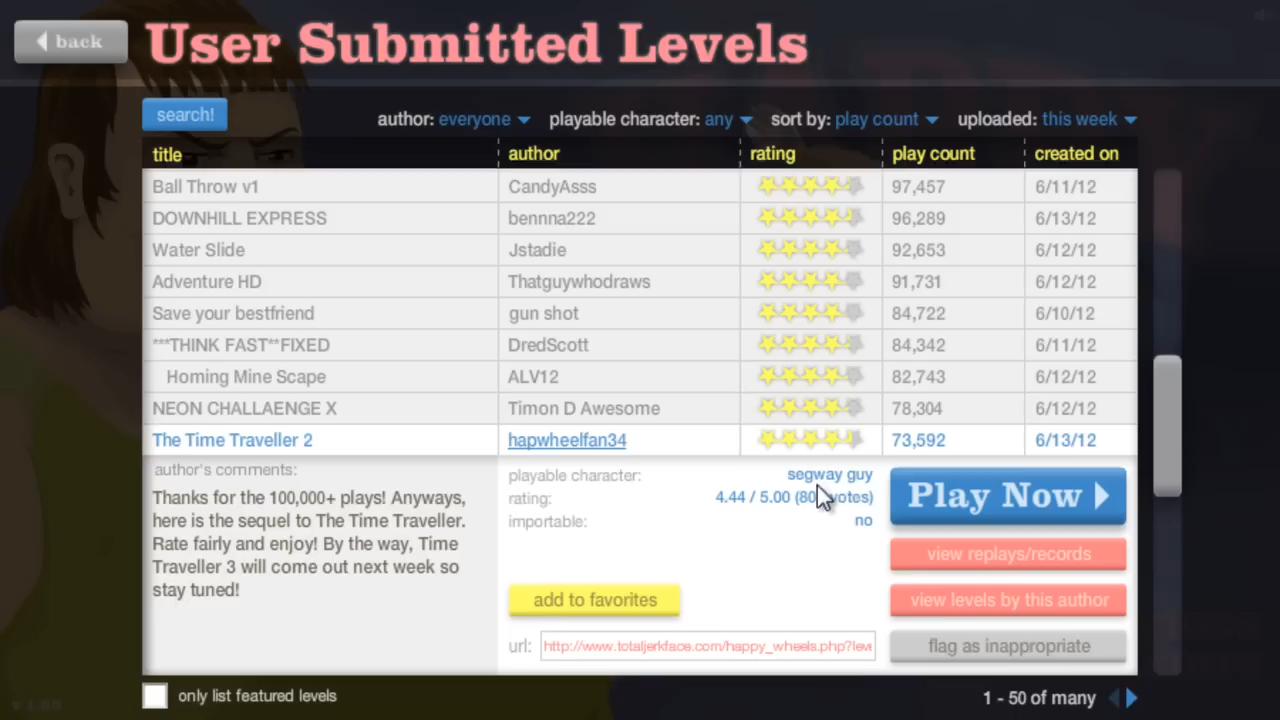 back
User Submitted Levels
search!
author: everyone playable character: any sort by: play count uploaded: this week
title author rating play count created on
Ball Throw v1 CandyAsss 97,457 6/11/12
DOWNHILL EXPRESS bennna222 96,289 6/13/12
Water Slide Jstadie 92,653 6/12/12
Adventure HD Thatguywhodraws 91,731 6/12/12
Save your bestfriend gun shot 84,722 6/10/12
***THINK FAST**FIXED DredScott 84,342 6/11/12
Homing Mine Scape ALV12 82,743 6/12/12
NEON CHALLAENGE X Timon D Awesome 78,304 6/12/12
The Time Traveller 2 hapwheelfan34 73,592 6/13/12
author's comments:
Thanks for the 100,000+ plays! Anyways,
here is the sequel to The Time Traveller.
Rate fairly and enjoy! By the way, Time
Traveller 3 will come out next week so
stay tuned!
playable character: segway guy
rating: 4.44 / 5.00 votes)
importable: no
add to favorites
url: http://www.totaljerkface.com/happy_wheels.php?leve
Play Now
view replays/records
view levels by this author
flag as inappropriate
only list featured levels
1 - 50 of many